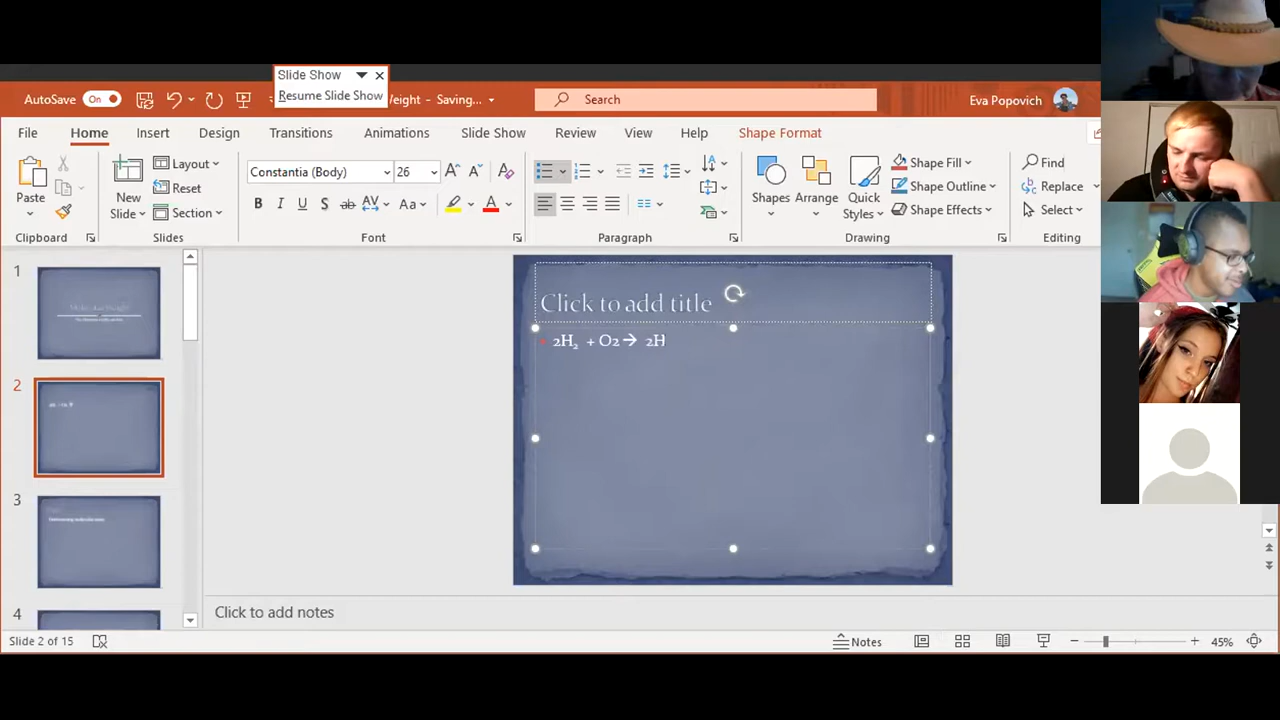 Slide Show
Resume Slide Show
AutoSave On
eight - Saving...
Search
Eva Popovich
File Home Insert Design Transitions Animations Slide Show Review View Help Shape Format
Paste
New Slide
Layout
Reset
Section
Constantia (Body) 26
B I U S ab AV Aa A
Shapes Arrange Quick Styles
Shape Fill
Shape Outline
Shape Effects
Find
Replace
Select
Clipboard Slides Font Paragraph Drawing Editing
1
2
3
4
Click to add title
2H₂ + O2 → 2H
Click to add notes
Slide 2 of 15
Notes
45%